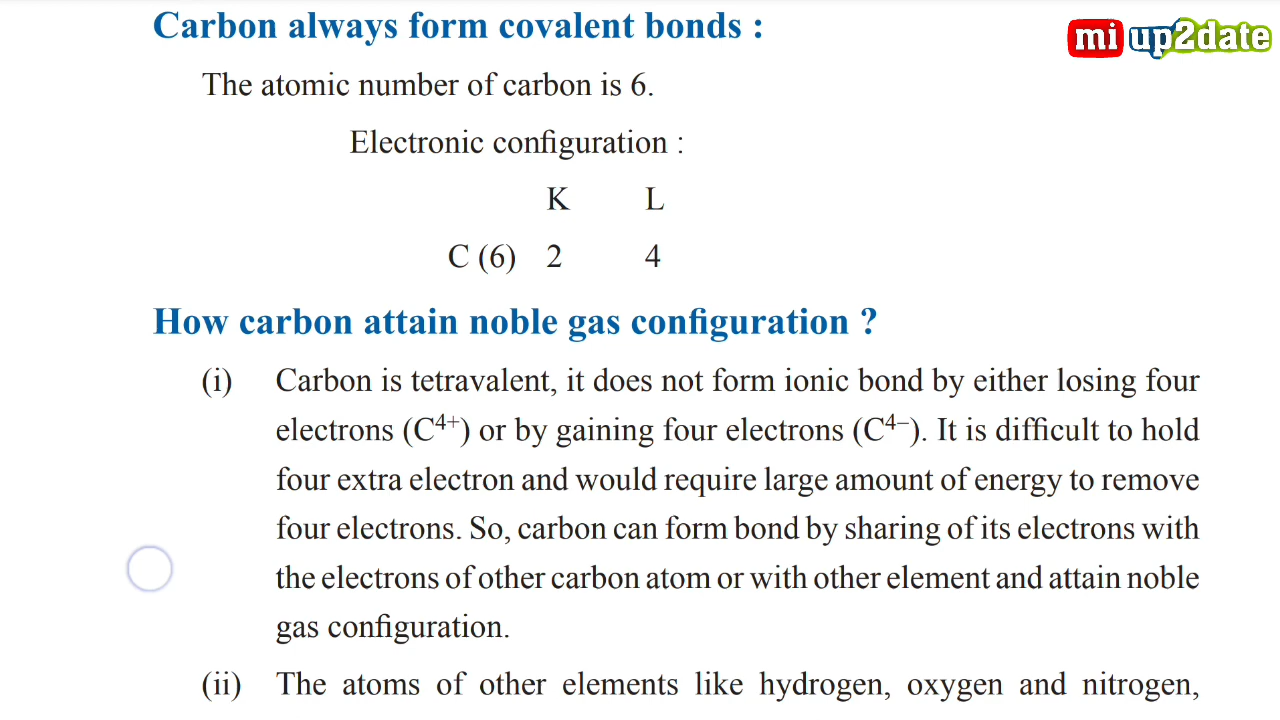 Carbon always form covalent bonds :
mi up2date
The atomic number of carbon is 6.
Electronic configuration :
K L
C (6) 2 4
How carbon attain noble gas configuration ?
(i) Carbon is tetravalent, it does not form ionic bond by either losing four
electrons (C⁴⁺) or by gaining four electrons (C⁴⁻). It is difficult to hold
four extra electron and would require large amount of energy to remove
four electrons. So, carbon can form bond by sharing of its electrons with
the electrons of other carbon atom or with other element and attain noble
gas configuration.
(ii) The atoms of other elements like hydrogen, oxygen and nitrogen,